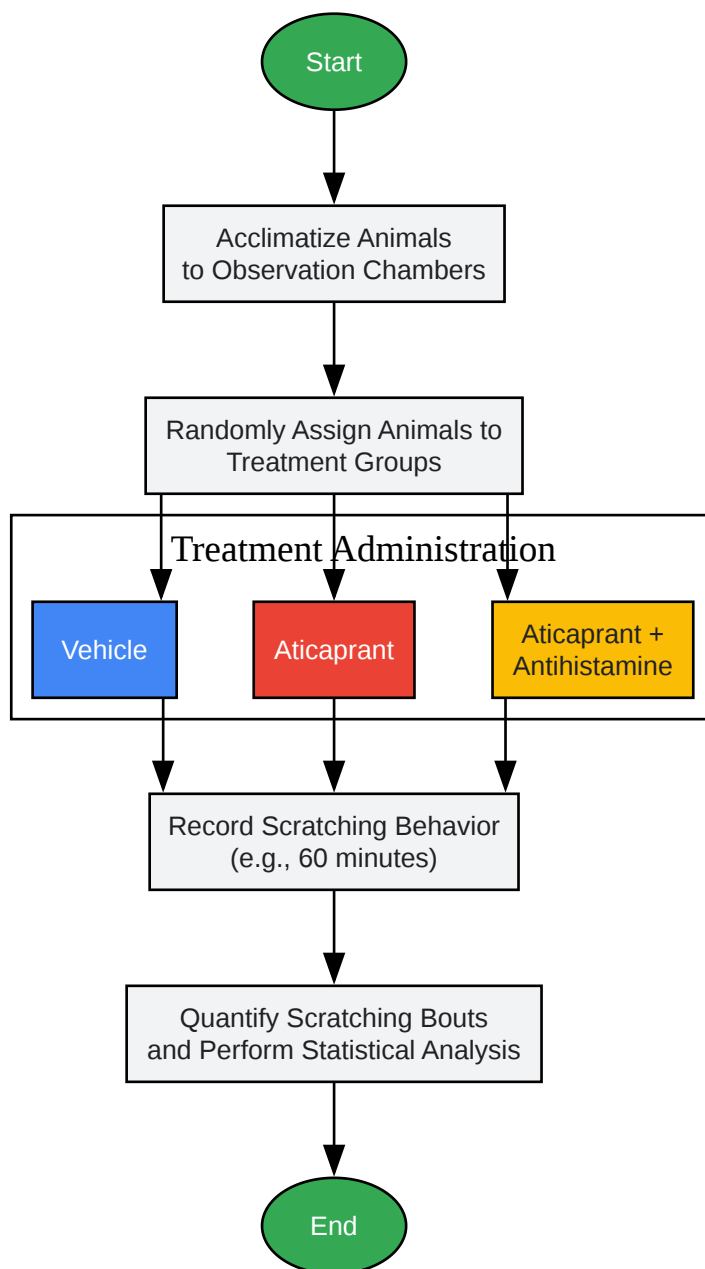 Start
Acclimatize Animals
to Observation Chambers
Randomly Assign Animals to
Treatment Groups
Treatment Administration
Vehicle
Aticaprant
Aticaprant +
Antihistamine
Record Scratching Behavior
(e.g., 60 minutes)
Quantify Scratching Bouts
and Perform Statistical Analysis
End